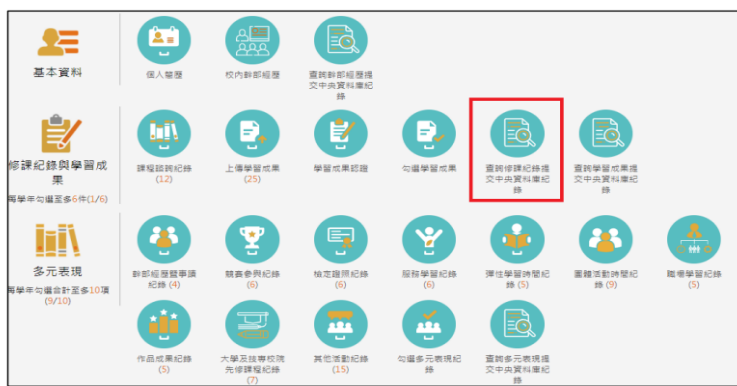 基本資料
個人簡歷
校內幹部經歷
查詢幹部經歷提
交中央資料庫紀
錄
修課紀錄與學習成
果
每學年勾選至多6件(1/6)
課程諮詢紀錄
(12)
上傳學習成果
(25)
學習成果認證
勾選學習成果
查詢修課紀錄提
交中央資料庫紀
錄
查詢學習成果提
交中央資料庫紀
錄
多元表現
每學年勾選合計至多10項
(9/10)
幹部經歷暨事蹟
紀錄 (4)
競賽參與紀錄
(6)
檢定證照紀錄
(6)
服務學習紀錄
(6)
彈性學習時間紀
錄 (5)
團體活動時間紀
錄 (9)
職場學習紀錄
(5)
作品成果紀錄
(5)
大學及技專校院
先修課程紀錄
(7)
其他活動紀錄
(15)
勾選多元表現紀
錄
查詢多元表現提
交中央資料庫紀
錄